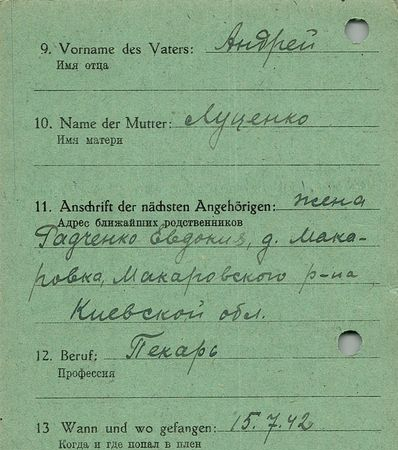 9. Vorname des Vaters: Андрей
Имя отца
10. Name der Mutter: Луценко
Имя матери
11. Anschrift der nächsten Angehörigen: жена
Адрес ближайших родственников
Радченко Евдокия, д. Мака-
ровка, Макаровского р-на
Киевской обл.
12. Beruf: Пекарь
Профессия
13 Wann und wo gefangen: 15.7.42
Когда и где попал в плен